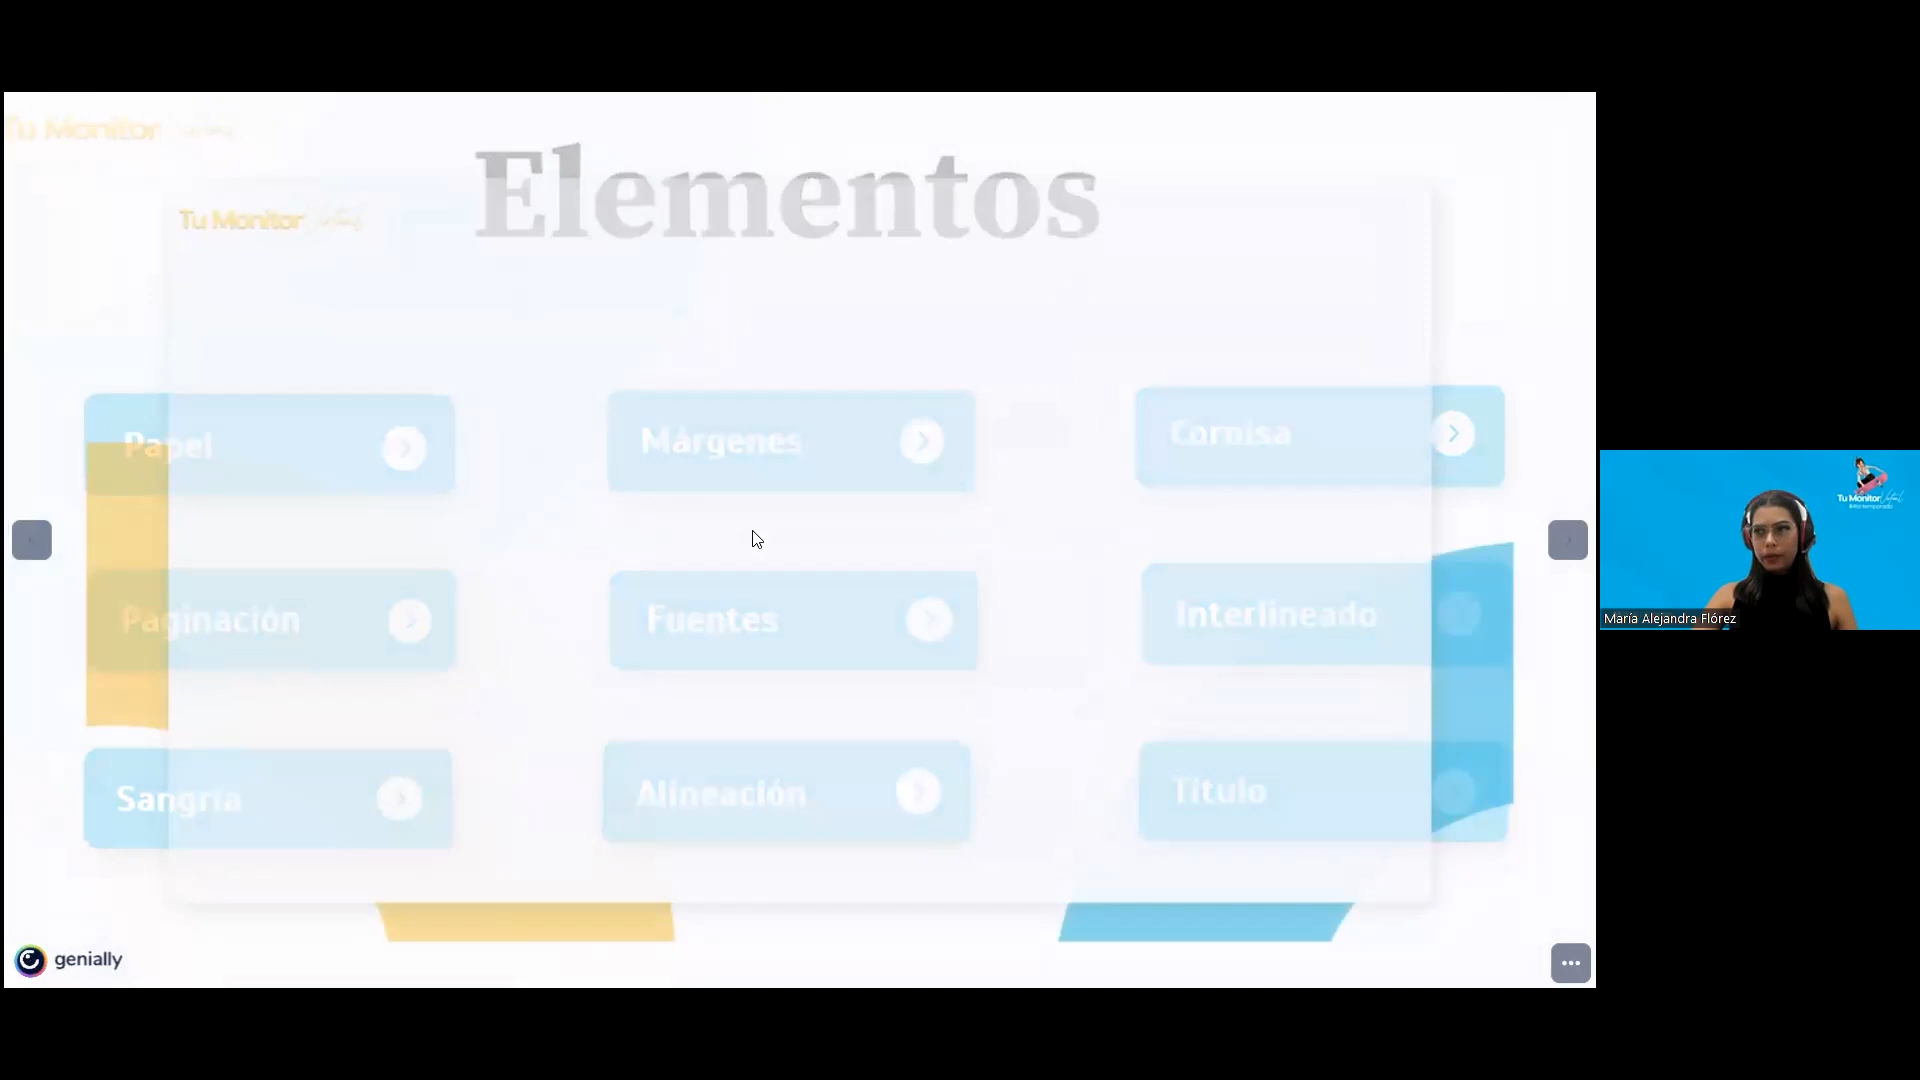 Tu Monitor
Elementos
Tu Monitor
Papel
Márgenes
Cornisa
Paginación
Fuentes
Interlineado
Sangría
Alineación
Título
genially
Tu Monitor Virtual
María Alejandra Flórez